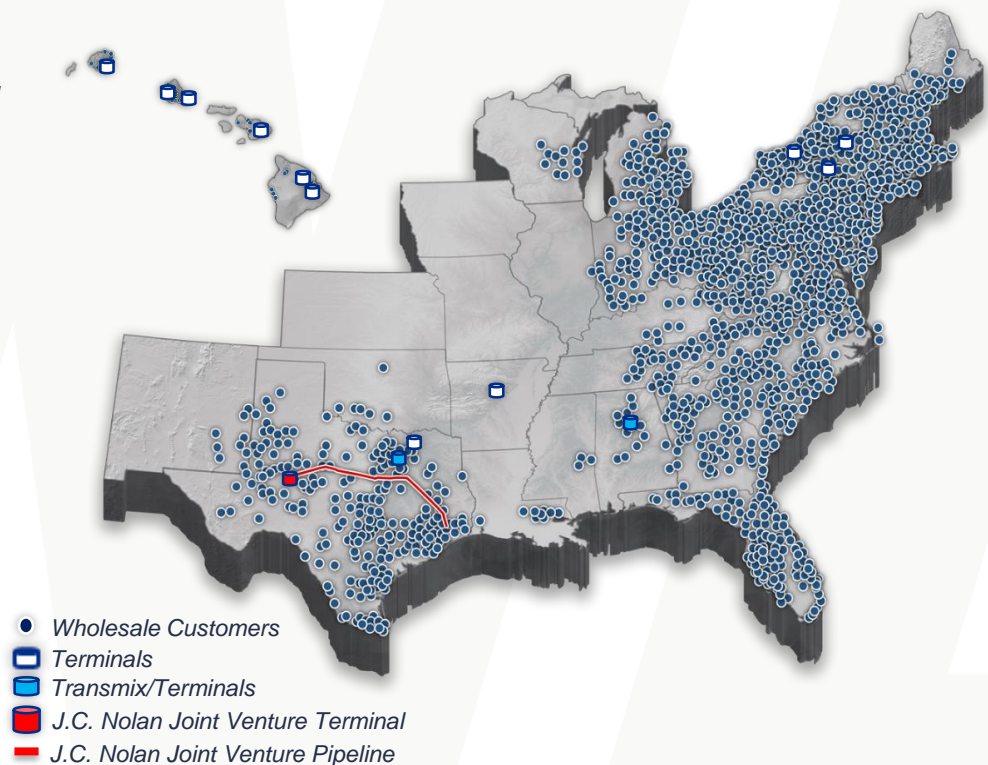 Wholesale Customers
Terminals
Transmix/Terminals
J.C. Nolan Joint Venture Terminal
J.C. Nolan Joint Venture Pipeline